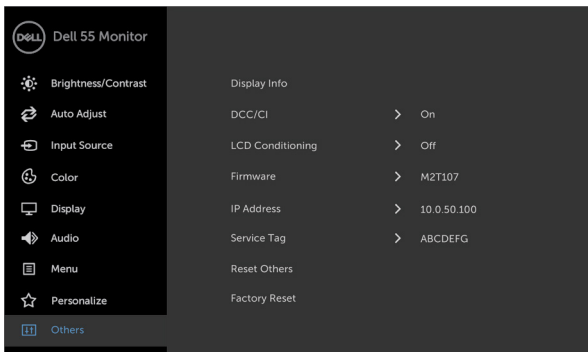 DELL Dell 55 Monitor
Brightness/Contrast
Auto Adjust
Input Source
Color
Display
Audio
Menu
Personalize
Others
Display Info
DCC/CI > On
LCD Conditioning > Off
Firmware > M2T107
IP Address > 10.0.50.100
Service Tag > ABCDEFG
Reset Others
Factory Reset